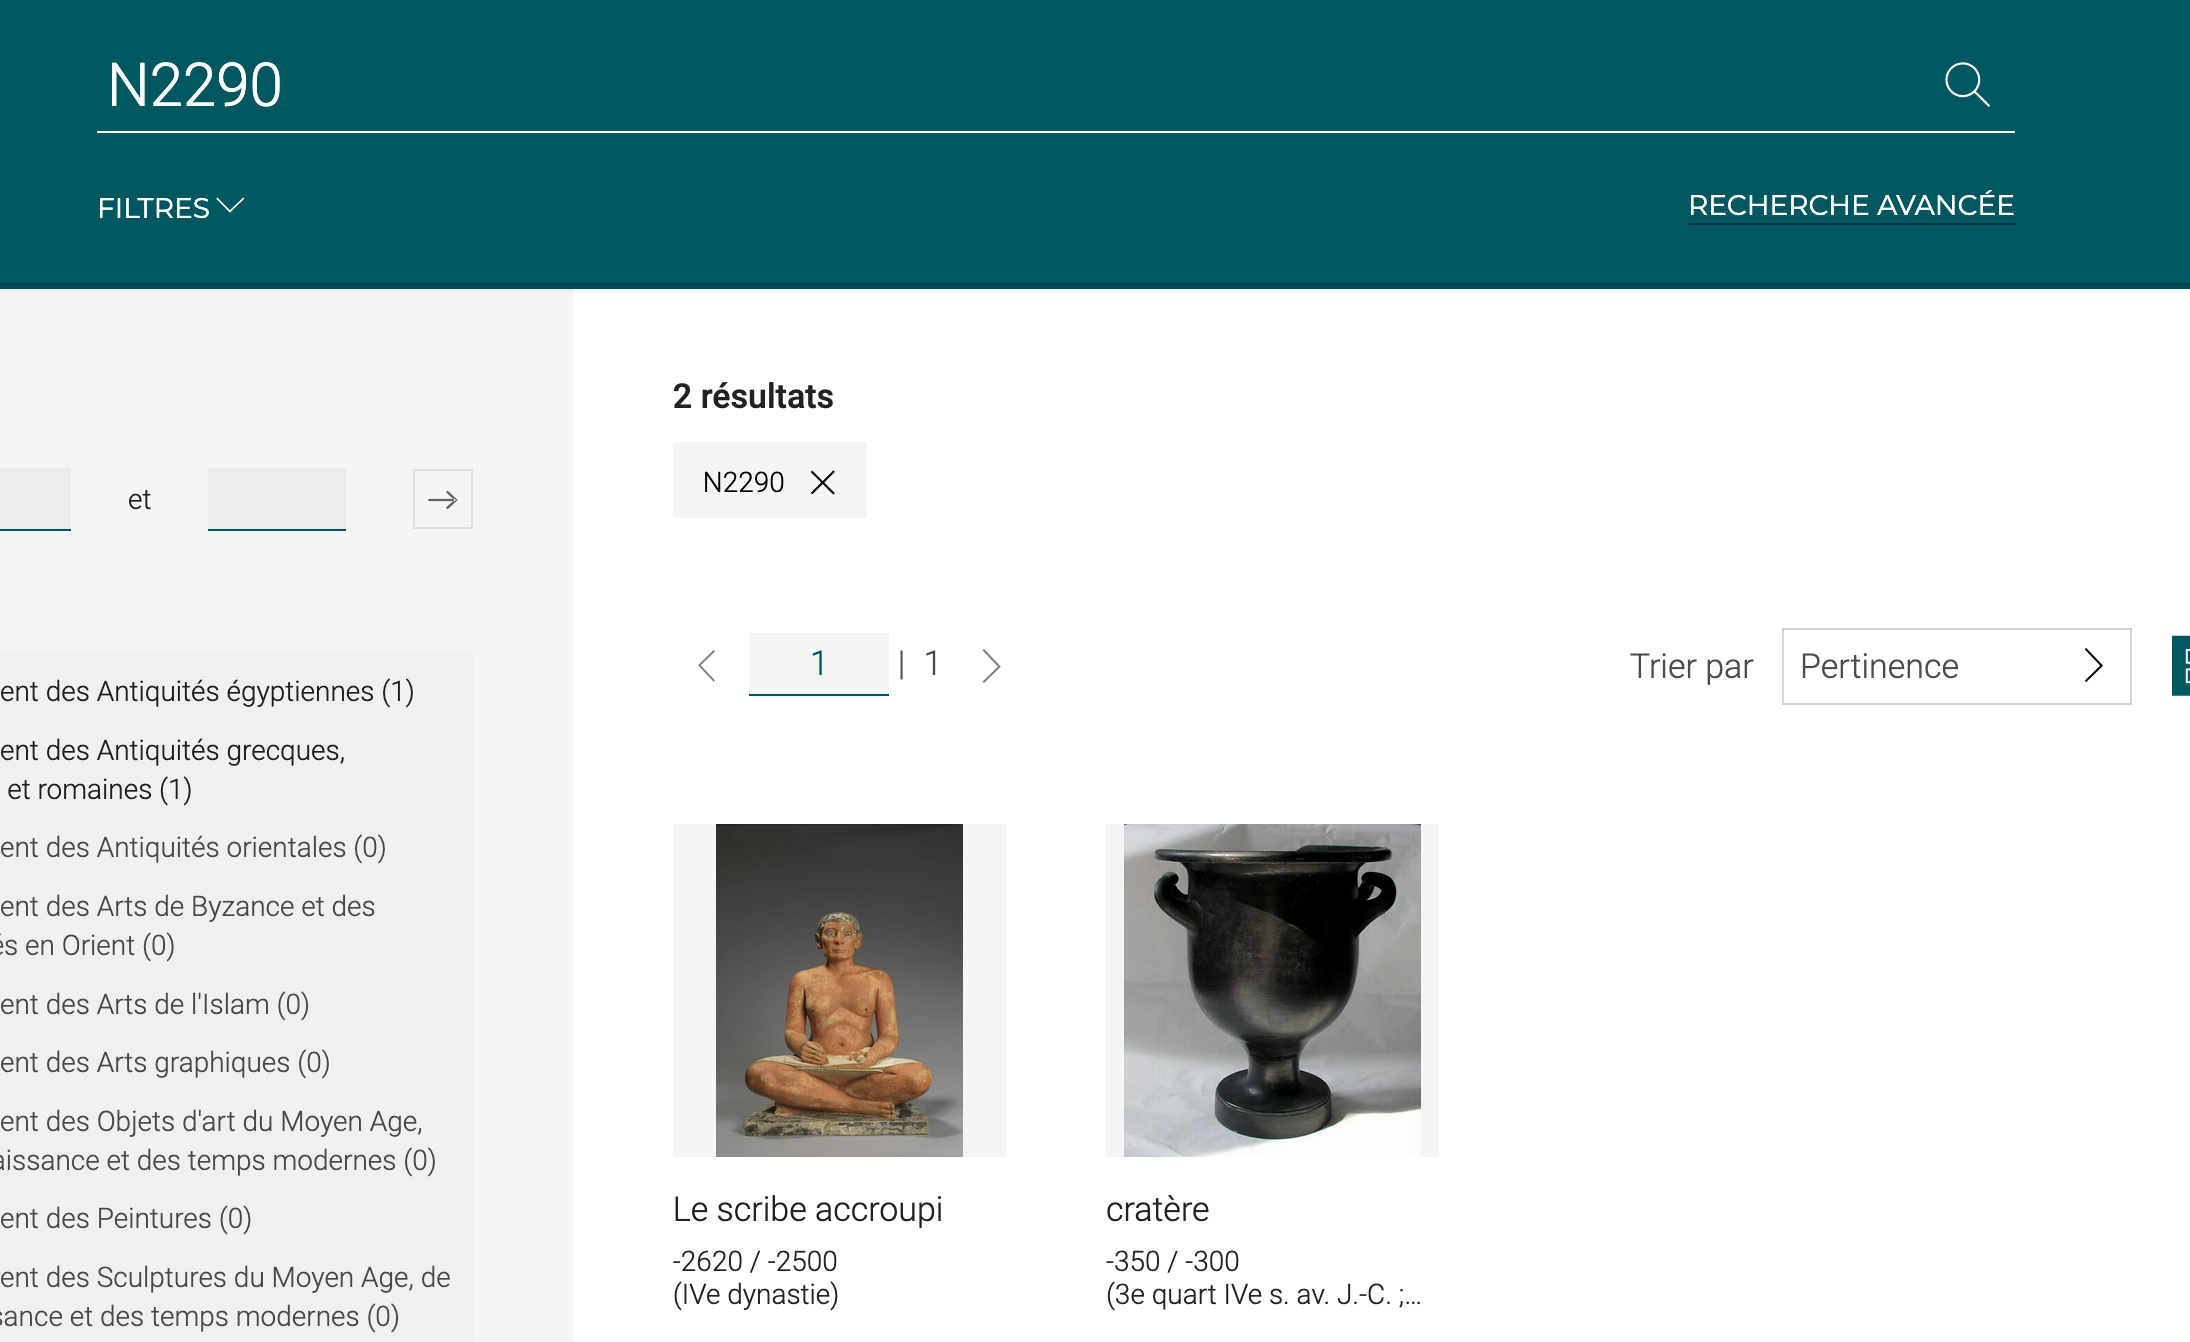 N2290
FILTRES
RECHERCHE AVANCÉE
et
ent des Antiquités égyptiennes (1)
ent des Antiquités grecques,
et romaines (1)
ent des Antiquités orientales (0)
ent des Arts de Byzance et des
és en Orient (0)
ent des Arts de l'Islam (0)
ent des Arts graphiques (0)
ent des Objets d'art du Moyen Age,
aissance et des temps modernes (0)
ent des Peintures (0)
ent des Sculptures du Moyen Age, de
sance et des temps modernes (0)
2 résultats
N2290
1 | 1
Trier par Pertinence
Le scribe accroupi
-2620 / -2500
(IVe dynastie)
cratère
-350 / -300
(3e quart IVe s. av. J.-C. ;...